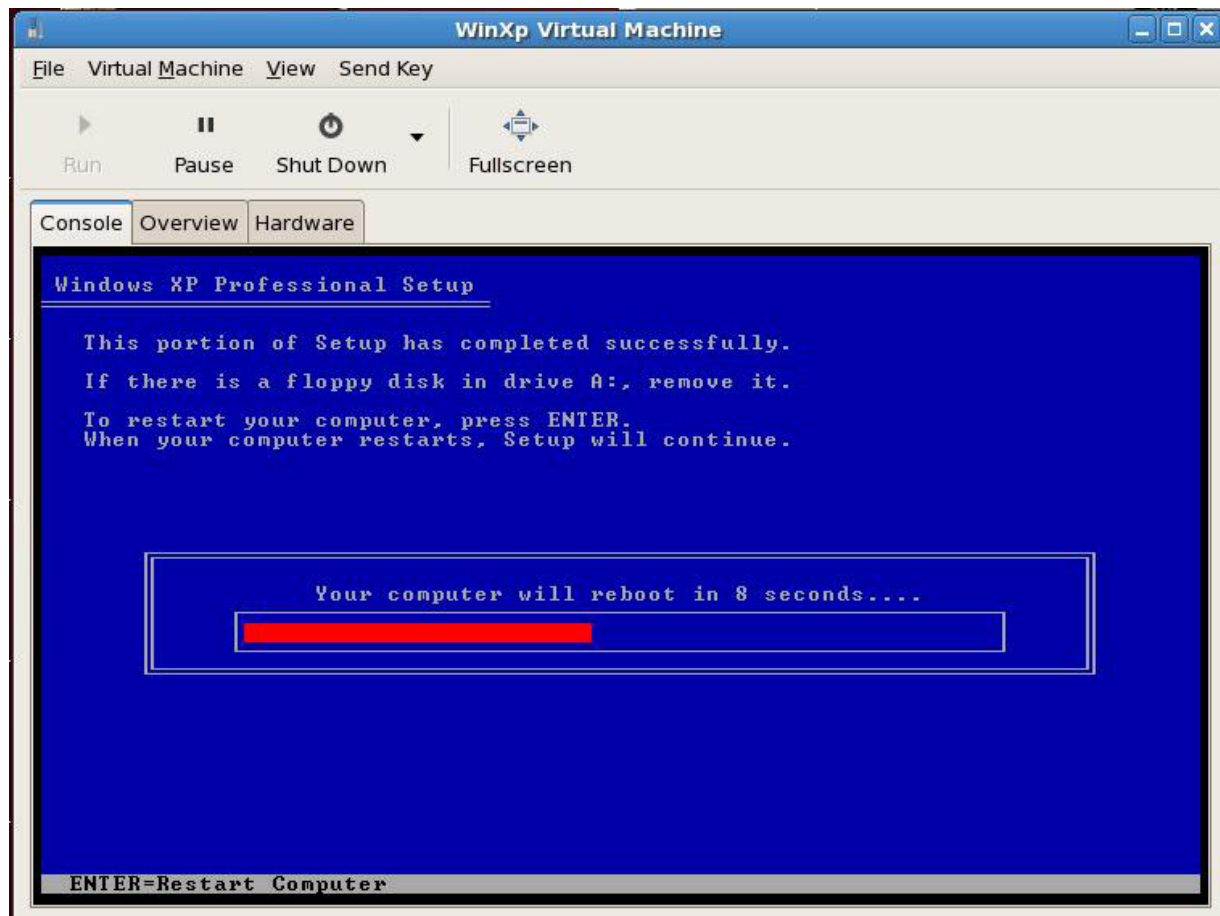 WinXp Virtual Machine
File Virtual Machine View Send Key
Run Pause Shut Down Fullscreen
Console Overview Hardware
Windows XP Professional Setup
This portion of Setup has completed successfully.
If there is a floppy disk in drive A:, remove it.
To restart your computer, press ENTER.
When your computer restarts, Setup will continue.
Your computer will reboot in 8 seconds....
ENTER=Restart Computer